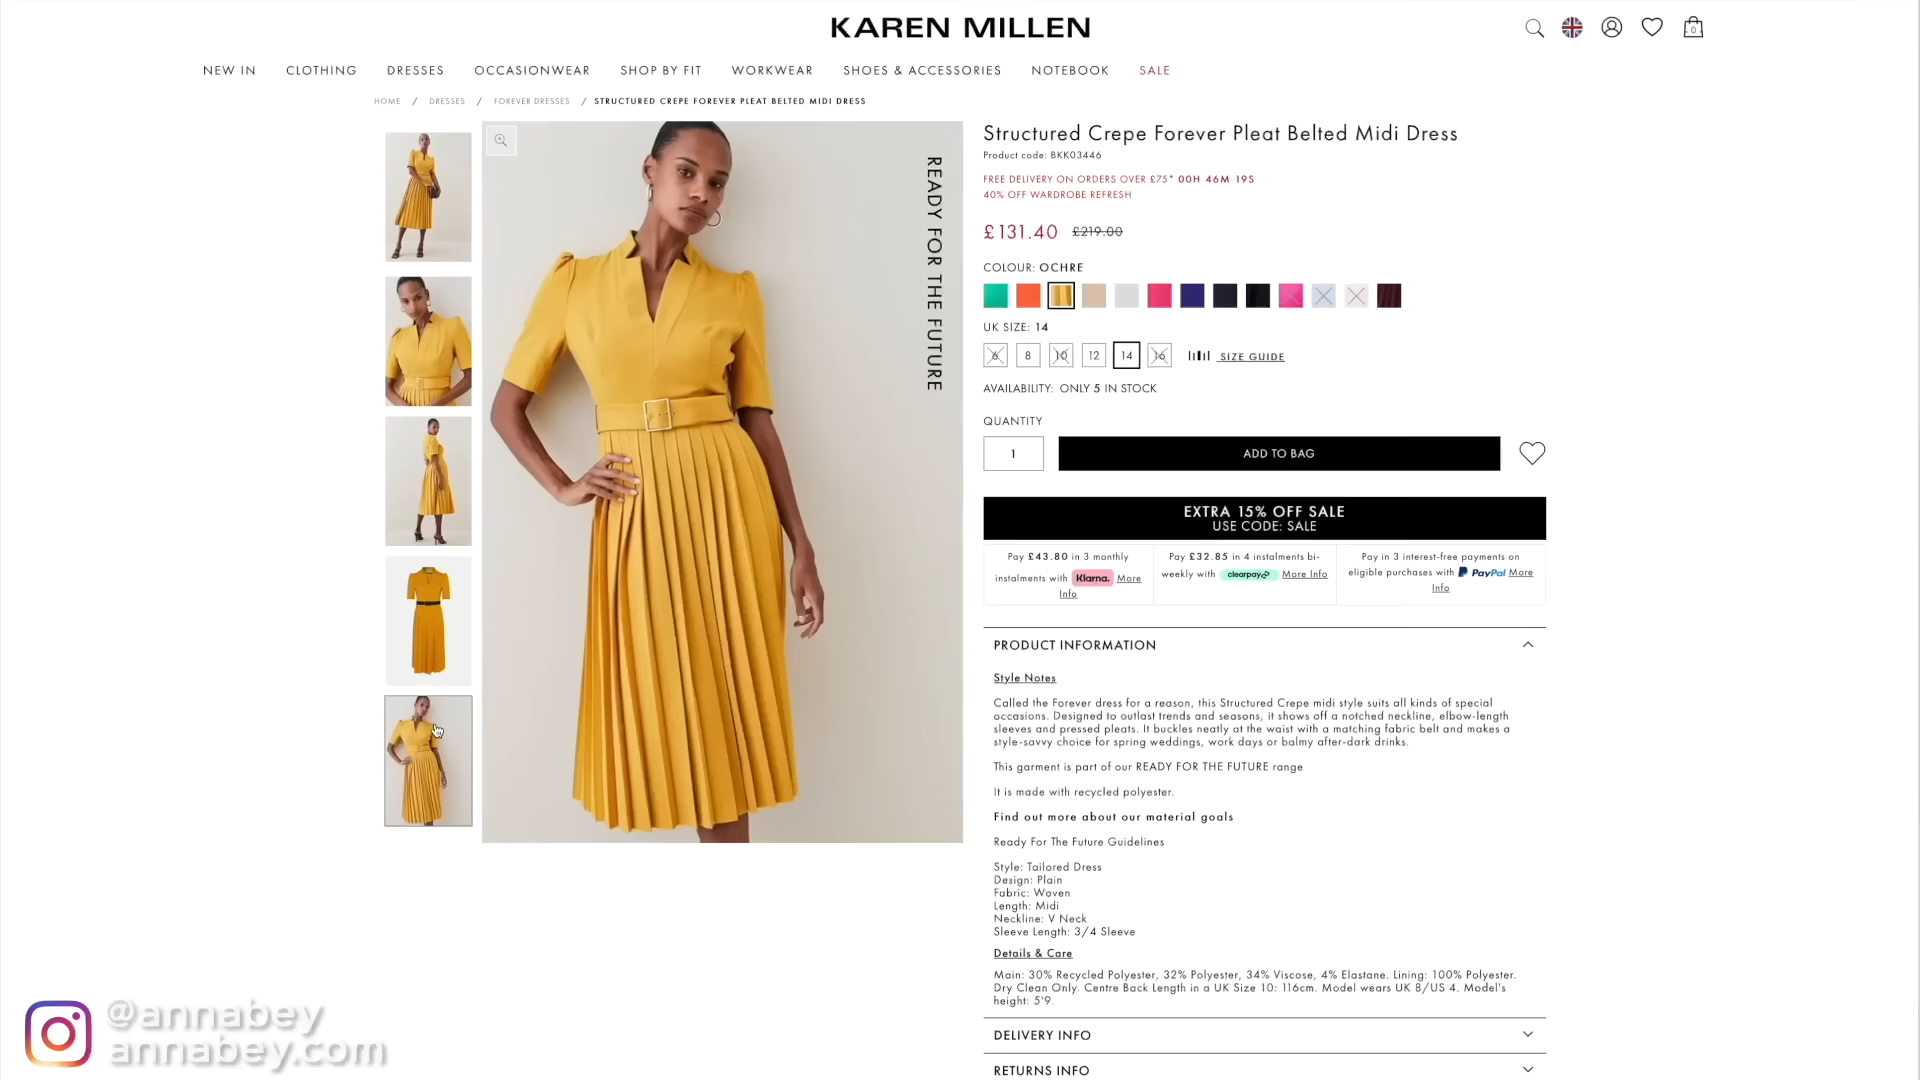 KAREN MILLEN
0
NEW IN CLOTHING DRESSES OCCASIONWEAR SHOP BY FIT WORKWEAR SHOES & ACCESSORIES NOTEBOOK SALE
HOME / DRESSES / FOREVER DRESSES / STRUCTURED CREPE FOREVER PLEAT BELTED MIDI DRESS
READY FOR THE FUTURE
Structured Crepe Forever Pleat Belted Midi Dress
Product code: BKK03446
FREE DELIVERY ON ORDERS OVER £75* 00H 46M 19S
40% OFF WARDROBE REFRESH
£131.40 £219.00
COLOUR: OCHRE
UK SIZE: 14
6 8 10 12 14 16 SIZE GUIDE
AVAILABILITY: ONLY 5 IN STOCK
QUANTITY
1 ADD TO BAG
EXTRA 15% OFF SALE
USE CODE: SALE
Pay £43.80 in 3 monthly
instalments with Klarna. More
Info
Pay £32.85 in 4 instalments bi-
weekly with clearpay More Info
Pay in 3 interest-free payments on
eligible purchases with PayPal More
Info
PRODUCT INFORMATION
Style Notes
Called the Forever dress for a reason, this Structured Crepe midi style suits all kinds of special
occasions. Designed to outlast trends and seasons, it shows off a notched neckline, elbow-length
sleeves and pressed pleats. It buckles neatly at the waist with a matching fabric belt and makes a
style-savvy choice for spring weddings, work days or balmy after-dark drinks.
This garment is part of our READY FOR THE FUTURE range
It is made with recycled polyester.
Find out more about our material goals
Ready For The Future Guidelines
Style: Tailored Dress
Design: Plain
Fabric: Woven
Length: Midi
Neckline: V Neck
Sleeve Length: 3/4 Sleeve
Details & Care
Main: 30% Recycled Polyester, 32% Polyester, 34% Viscose, 4% Elastane. Lining: 100% Polyester.
Dry Clean Only. Centre Back Length in a UK Size 10: 116cm. Model wears UK 8/US 4. Model's
height: 5'9.
DELIVERY INFO
RETURNS INFO
@annabey
annabey.com